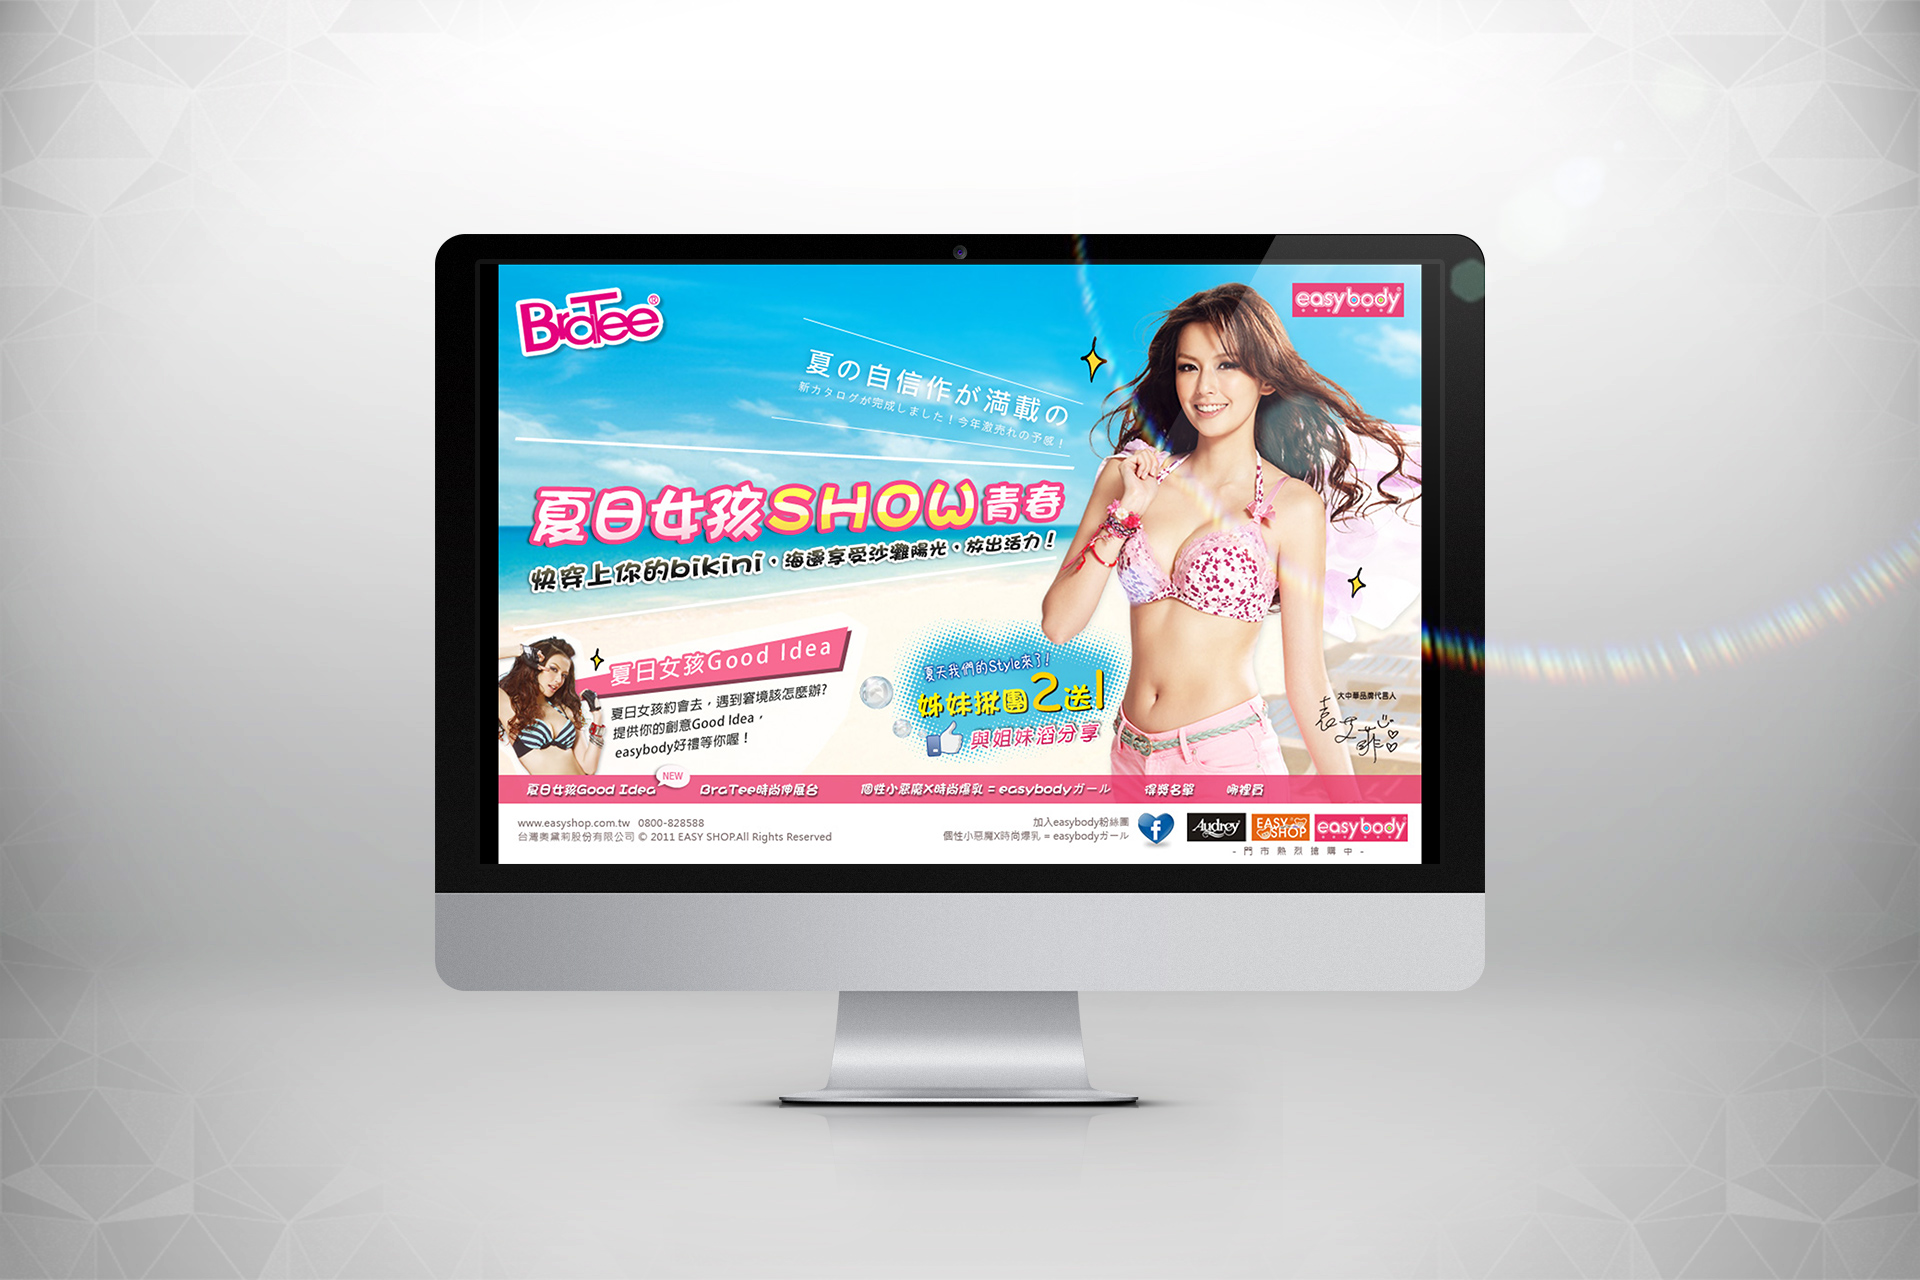 BraTee®
easybody®
夏の自信作が満載の
新カタログが完成しました！今年激売れの予感！
夏日女孩SHOW青春
快穿上你的bikini，海邊享受沙灘陽光，放出活力！
夏日女孩Good Idea
夏日女孩約會去，遇到窘境該怎麼辦?
提供你的創意Good Idea，
easybody好禮等你喔！
夏天我們的Style來了!
姊妹揪團2送1
與姐妹滔分享
大中華品牌代言人
袁艾菲
NEW
夏日女孩Good Idea
BraTee時尚伸展台
個性小惡魔X時尚爆乳 = easybodyガール
得獎名單
哪裡買
www.easyshop.com.tw 0800-828588
台灣奧黛莉股份有限公司 © 2011 EASY SHOP.All Rights Reserved
加入easybody粉絲團
個性小惡魔X時尚爆乳 = easybodyガール
f
Audrey
EASY SHOP
easybody
- 門 市 熱 烈 搶 購 中 -